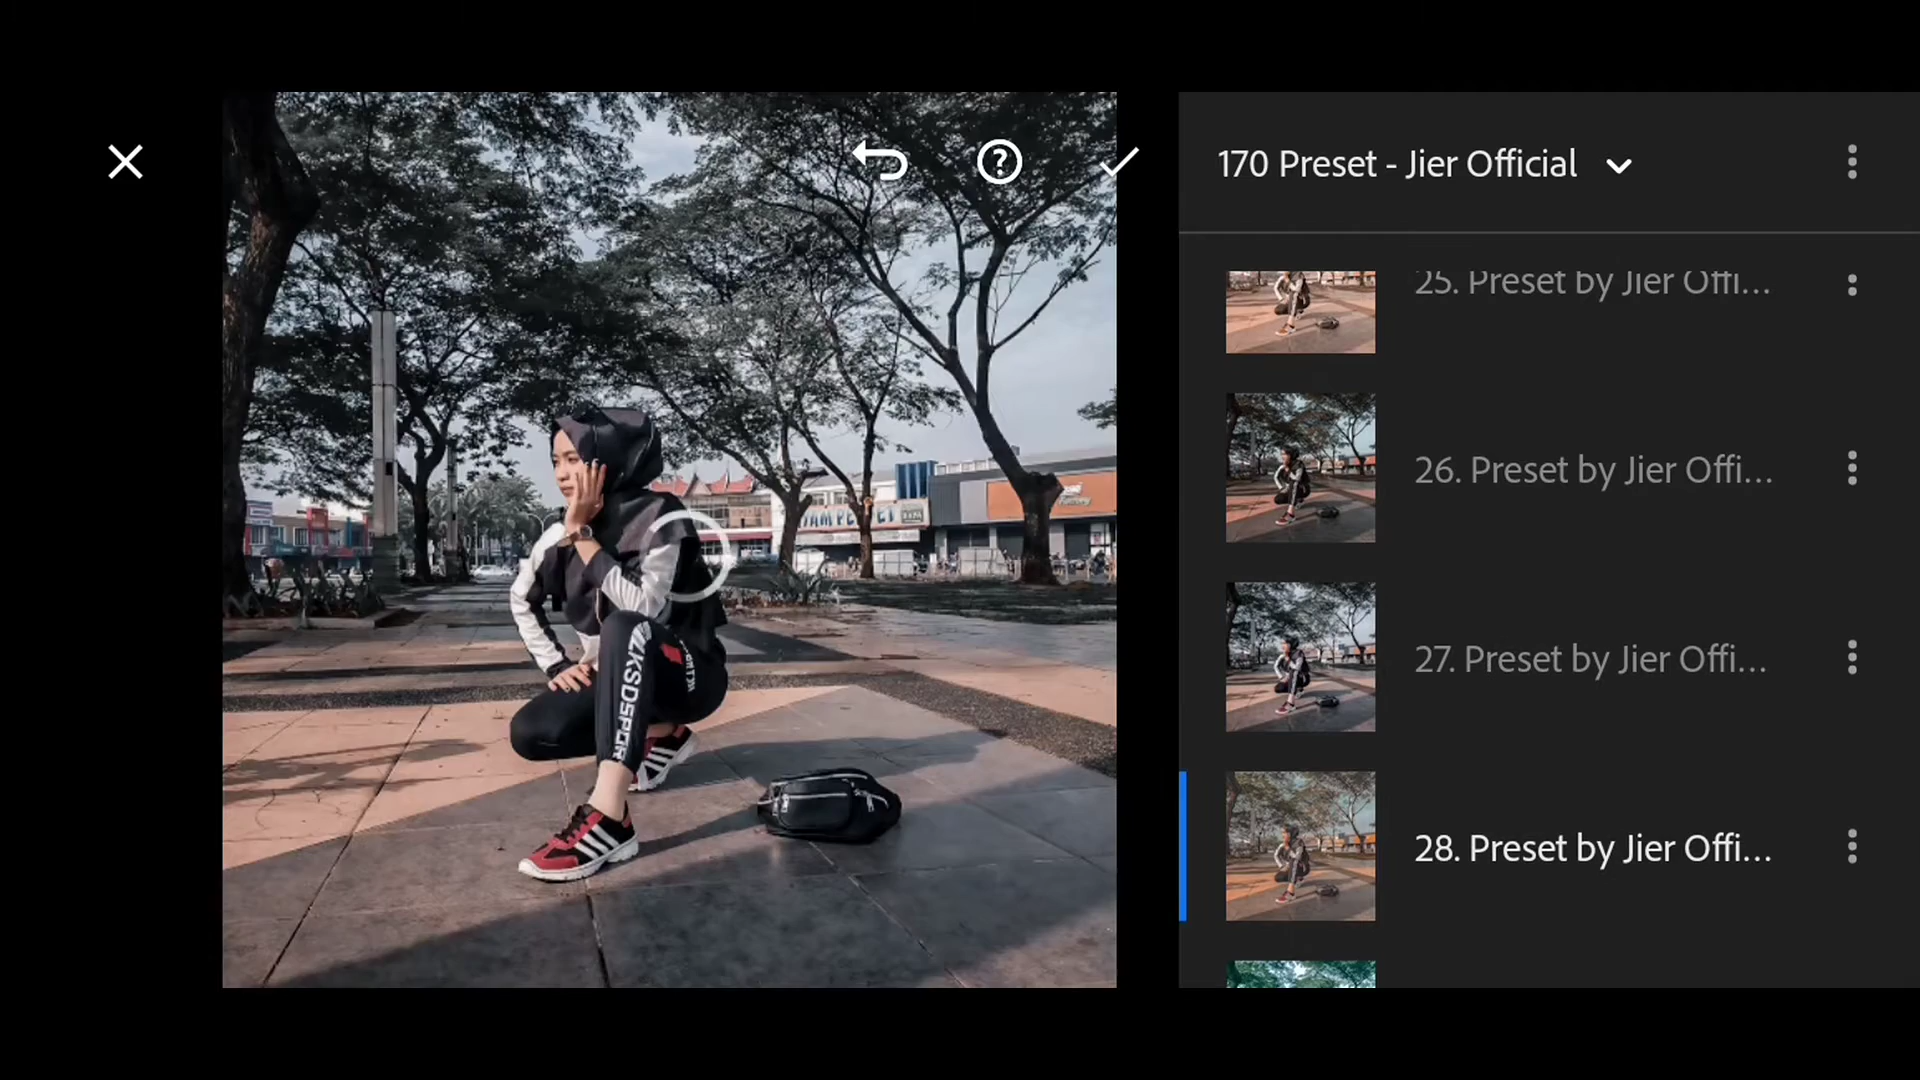 170 Preset - Jier Official
25. Preset by Jier Offi...
26. Preset by Jier Offi...
27. Preset by Jier Offi...
28. Preset by Jier Offi...